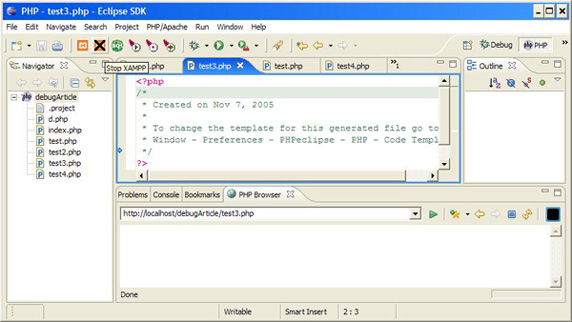 PHP - test3.php - Eclipse SDK
File Edit Navigate Search Project PHP/Apache Run Window Help
SQL
Debug PHP
Stop XAMPP
Navigator
.php test3.php test.php test4.php »1
Outline
debugArticle
.project
d.php
index.php
test.php
test2.php
test3.php
test4.php
<?php
/*
* Created on Nov 7, 2005
*
* To change the template for this generated file go to
* Window - Preferences - PHPeclipse - PHP - Code Templ
*/
?>
Problems Console Bookmarks PHP Browser
http://localhost/debugArticle/test3.php
Done
Writable Smart Insert 2 : 3